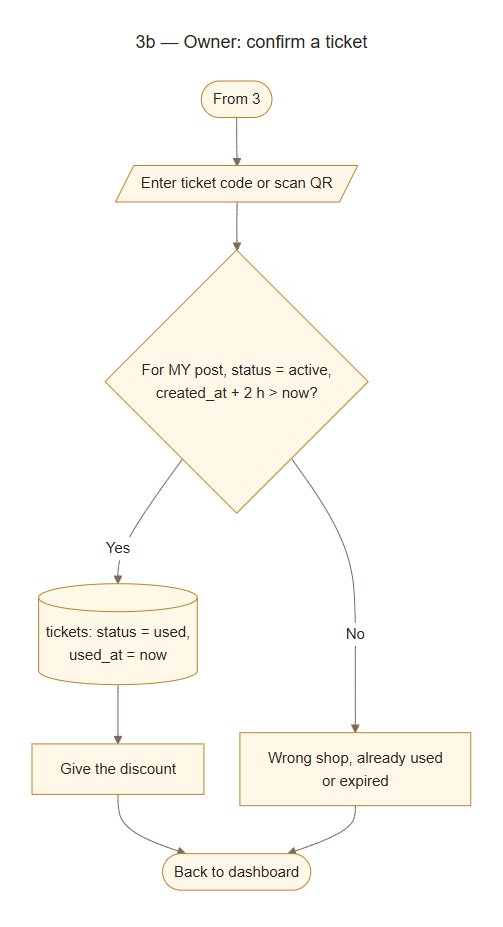 3b — Owner: confirm a ticket
From 3
Enter ticket code or scan QR
For MY post, status = active,
created_at + 2 h > now?
Yes
No
tickets: status = used,
used_at = now
Give the discount
Wrong shop, already used
or expired
Back to dashboard